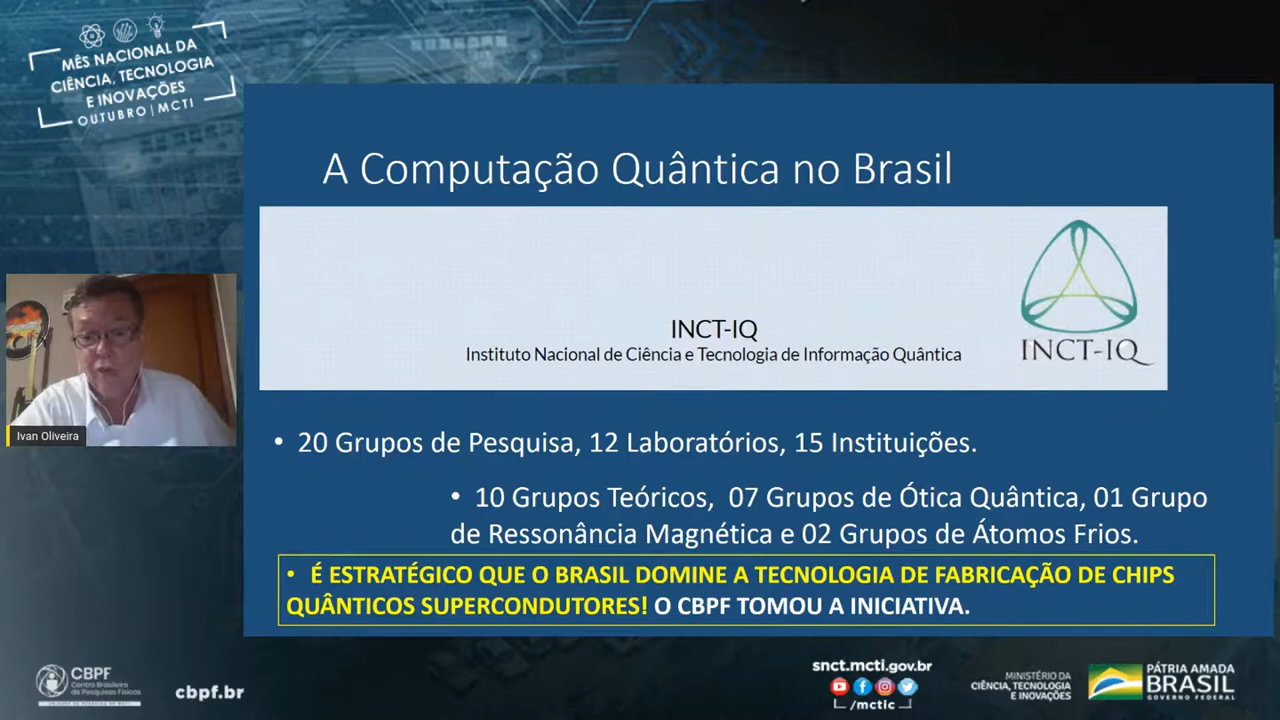 MÊS NACIONAL DA
CIÊNCIA, TECNOLOGIA
E INOVAÇÕES
OUTUBRO | MCTI
A Computação Quântica no Brasil
INCT-IQ
Instituto Nacional de Ciência e Tecnologia de Informação Quântica
INCT-IQ
Ivan Oliveira
• 20 Grupos de Pesquisa, 12 Laboratórios, 15 Instituições.
• 10 Grupos Teóricos, 07 Grupos de Ótica Quântica, 01 Grupo
de Ressonância Magnética e 02 Grupos de Átomos Frios.
• É ESTRATÉGICO QUE O BRASIL DOMINE A TECNOLOGIA DE FABRICAÇÃO DE CHIPS
QUÂNTICOS SUPERCONDUTORES! O CBPF TOMOU A INICIATIVA.
CBPF
Centro Brasileiro
de Pesquisas Físicas
cbpf.br
snct.mcti.gov.br
/mctic
MINISTÉRIO DA
CIÊNCIA, TECNOLOGIA
E INOVAÇÕES
PÁTRIA AMADA
BRASIL
GOVERNO FEDERAL